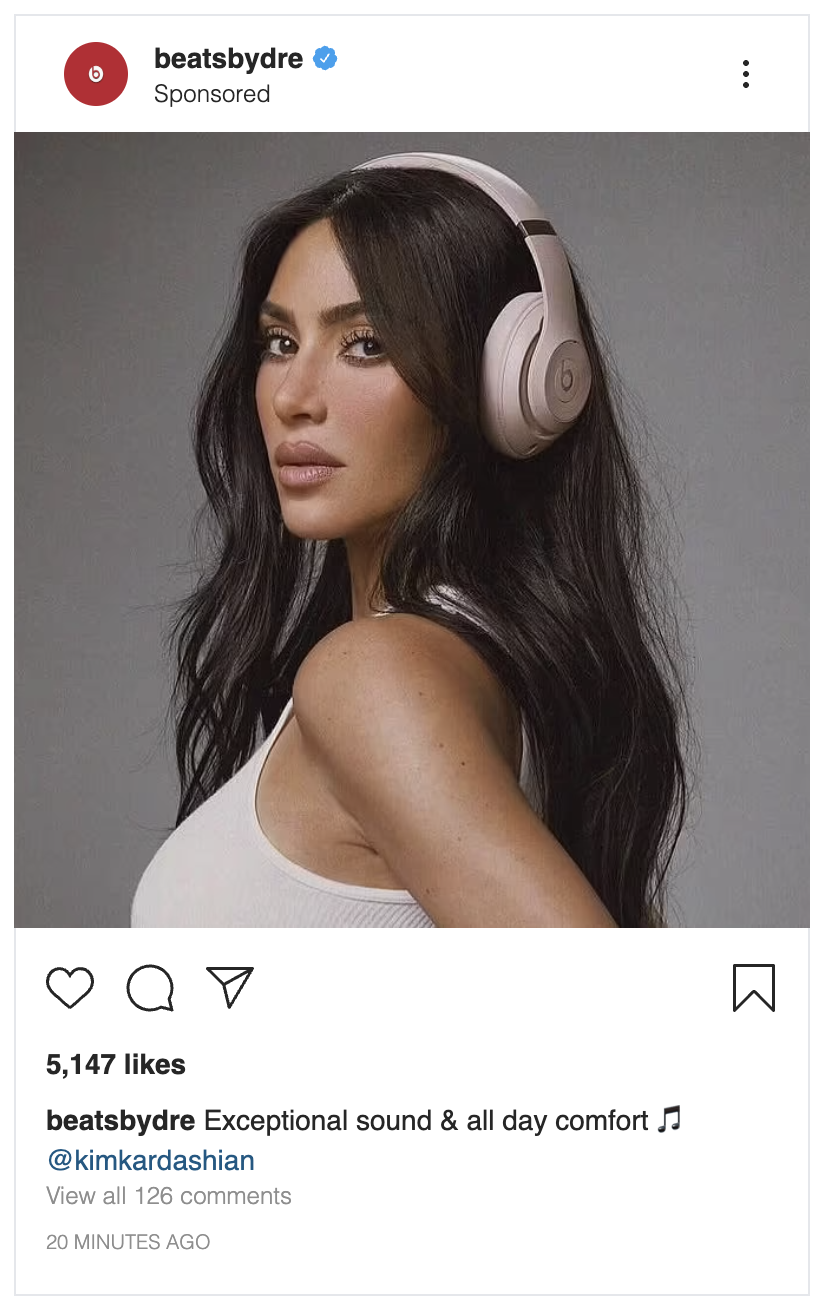 beatsbydre
Sponsored
5,147 likes
beatsbydre Exceptional sound & all day comfort 🎵
@kimkardashian
View all 126 comments
20 MINUTES AGO